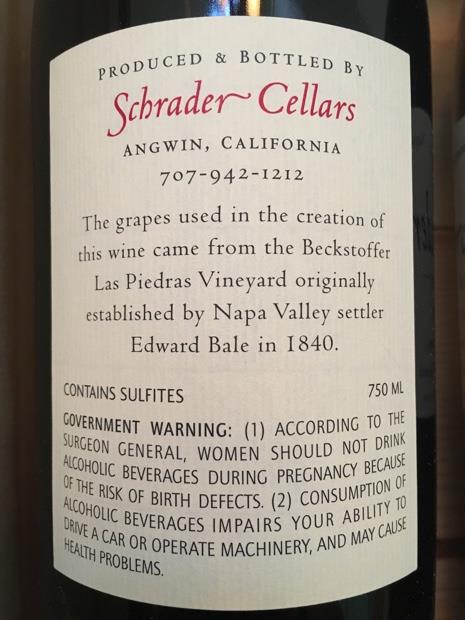 PRODUCED & BOTTLED BY
Schrader Cellars
ANGWIN, CALIFORNIA
707-942-1212
The grapes used in the creation of
this wine came from the Beckstoffer
Las Piedras Vineyard originally
established by Napa Valley settler
Edward Bale in 1840.
CONTAINS SULFITES 750 ML
GOVERNMENT WARNING: (1) ACCORDING TO THE
SURGEON GENERAL, WOMEN SHOULD NOT DRINK
ALCOHOLIC BEVERAGES DURING PREGNANCY BECAUSE
OF THE RISK OF BIRTH DEFECTS. (2) CONSUMPTION OF
ALCOHOLIC BEVERAGES IMPAIRS YOUR ABILITY TO
DRIVE A CAR OR OPERATE MACHINERY, AND MAY CAUSE
HEALTH PROBLEMS.